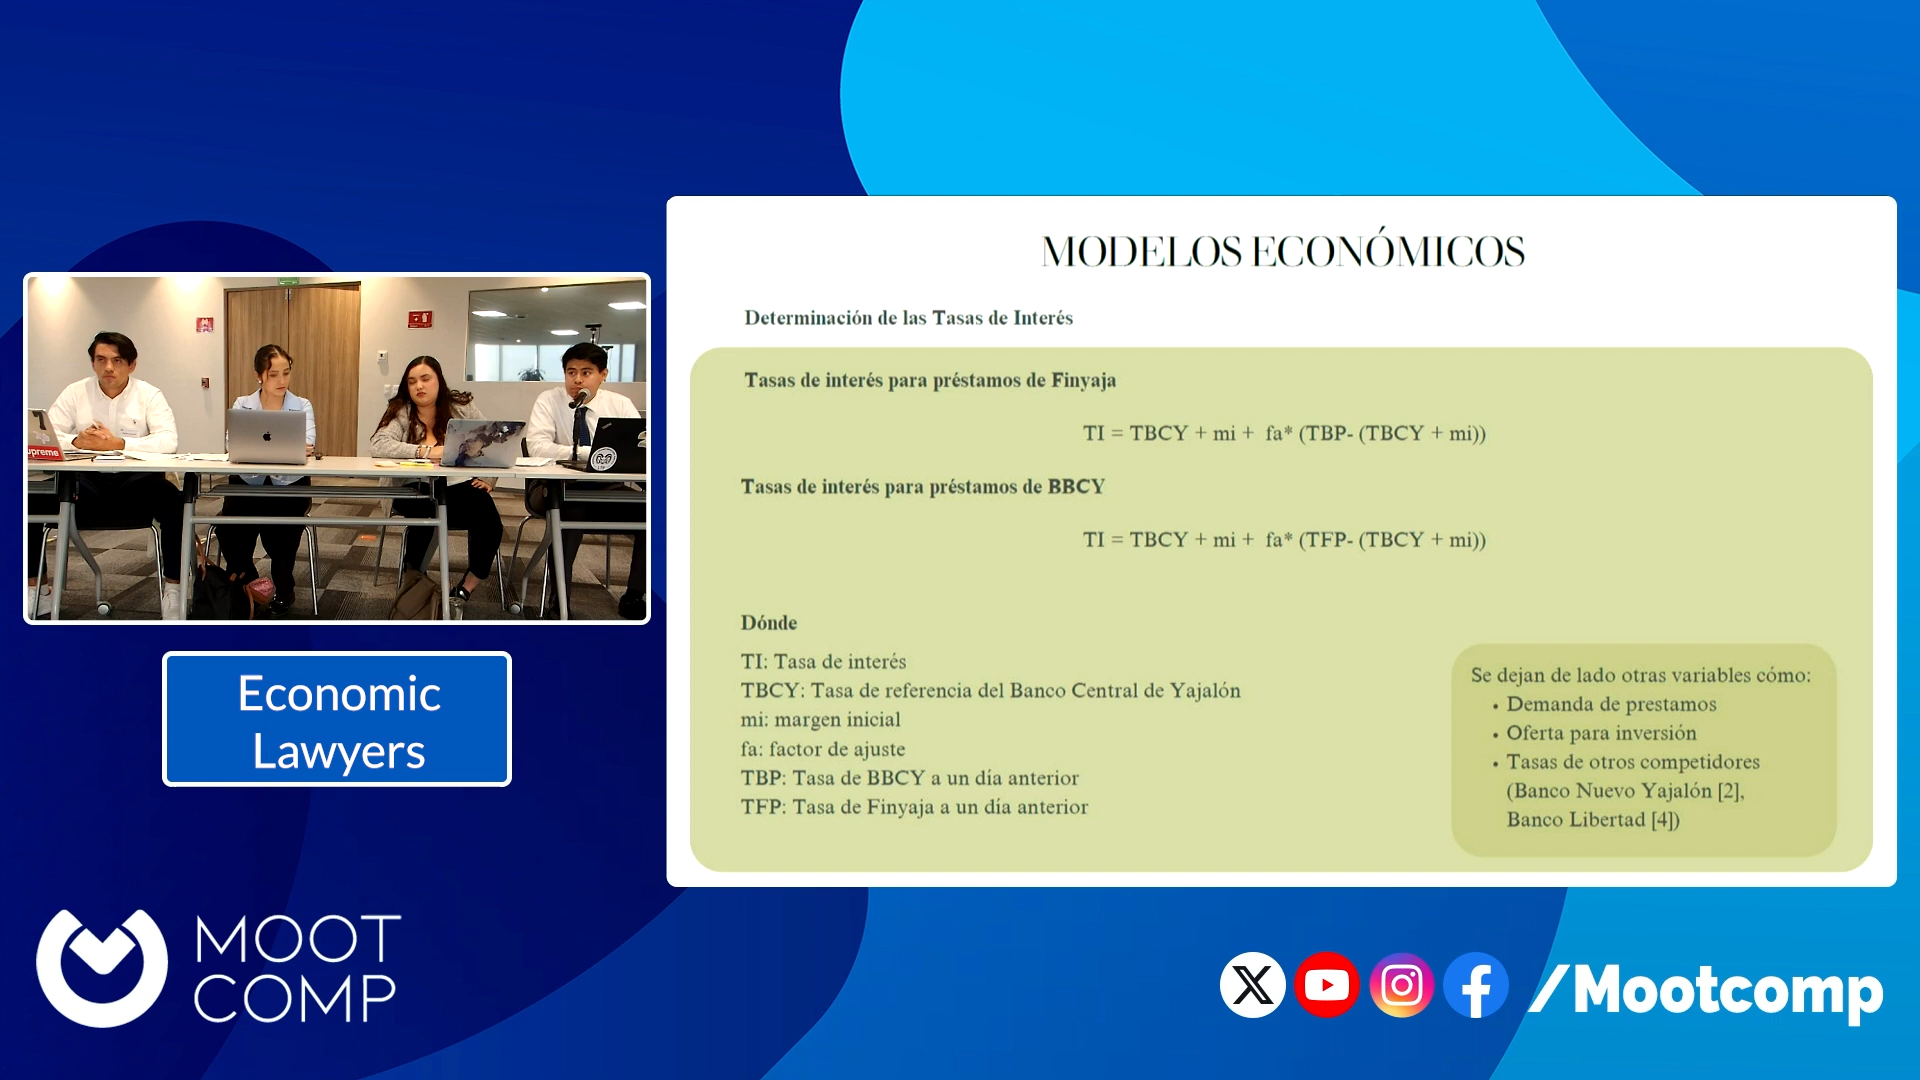 MODELOS ECONÓMICOS
Determinación de las Tasas de Interés
Tasas de interés para préstamos de Finyaja
TI = TBCY + mi + fa* (TBP- (TBCY + mi))
Tasas de interés para préstamos de BBCY
TI = TBCY + mi + fa* (TFP- (TBCY + mi))
Dónde
TI: Tasa de interés
TBCY: Tasa de referencia del Banco Central de Yajalón
mi: margen inicial
fa: factor de ajuste
TBP: Tasa de BBCY a un día anterior
TFP: Tasa de Finyaja a un día anterior
Se dejan de lado otras variables cómo:
• Demanda de prestamos
• Oferta para inversión
• Tasas de otros competidores
(Banco Nuevo Yajalón [2],
Banco Libertad [4])
Economic
Lawyers
MOOT
COMP
/Mootcomp